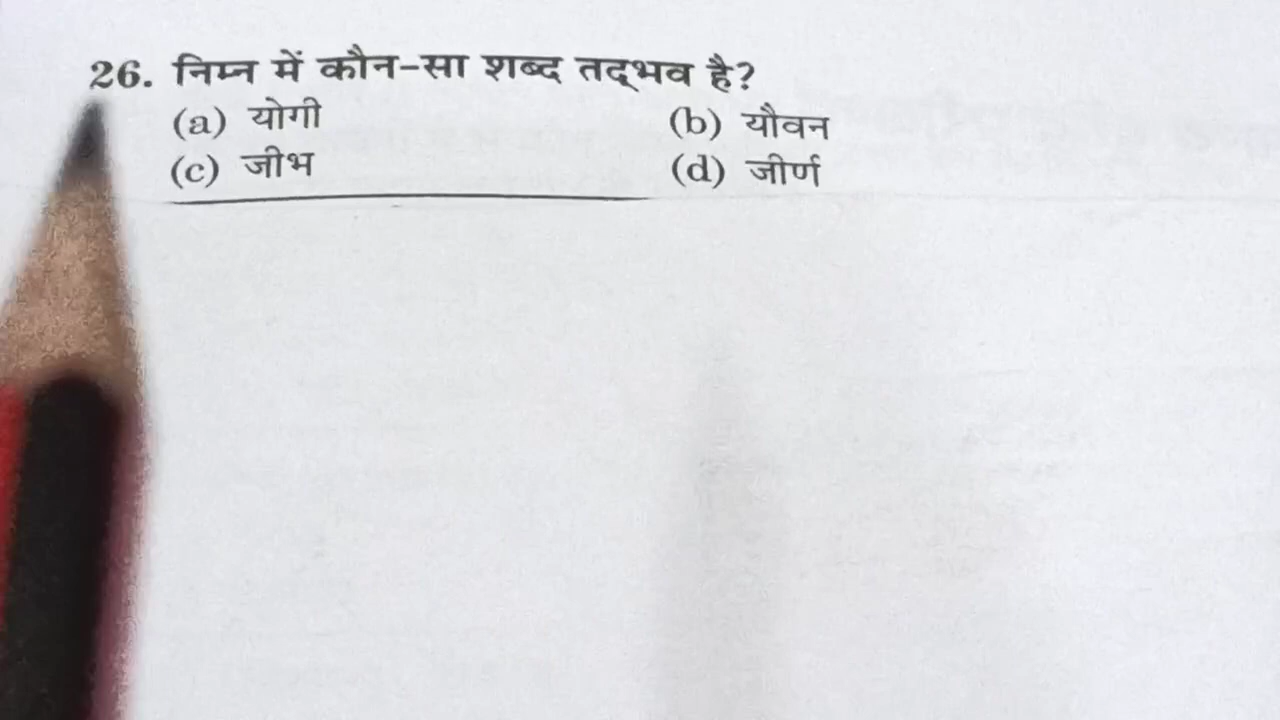 26. निम्न में कौन-सा शब्द तद्‌भव है?
(a) योगी (b) यौवन
(c) जीभ (d) जीर्ण